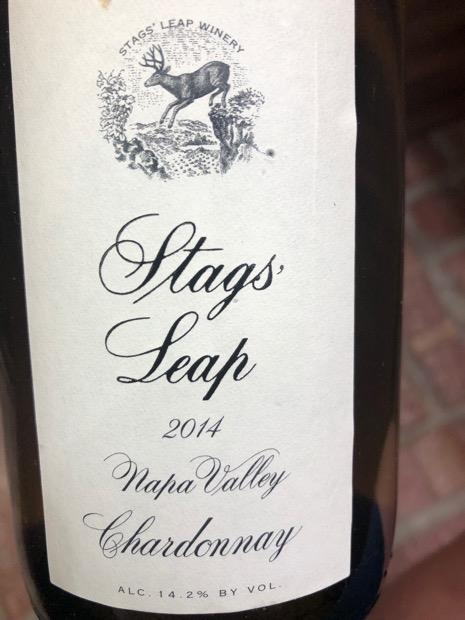 STAGS' LEAP WINERY
Stags'
Leap
2014
Napa Valley
Chardonnay
ALC. 14.2% BY VOL.